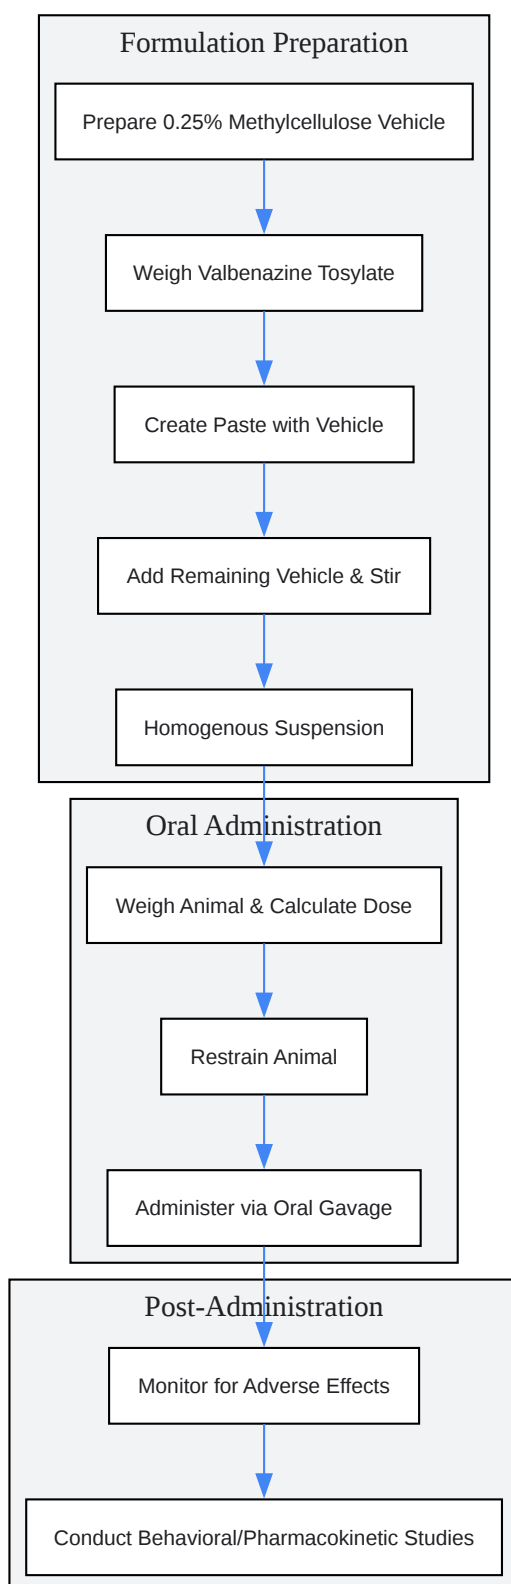 Formulation Preparation
Prepare 0.25% Methylcellulose Vehicle
Weigh Valbenazine Tosylate
Create Paste with Vehicle
Add Remaining Vehicle & Stir
Homogenous Suspension
Oral Administration
Weigh Animal & Calculate Dose
Restrain Animal
Administer via Oral Gavage
Post-Administration
Monitor for Adverse Effects
Conduct Behavioral/Pharmacokinetic Studies